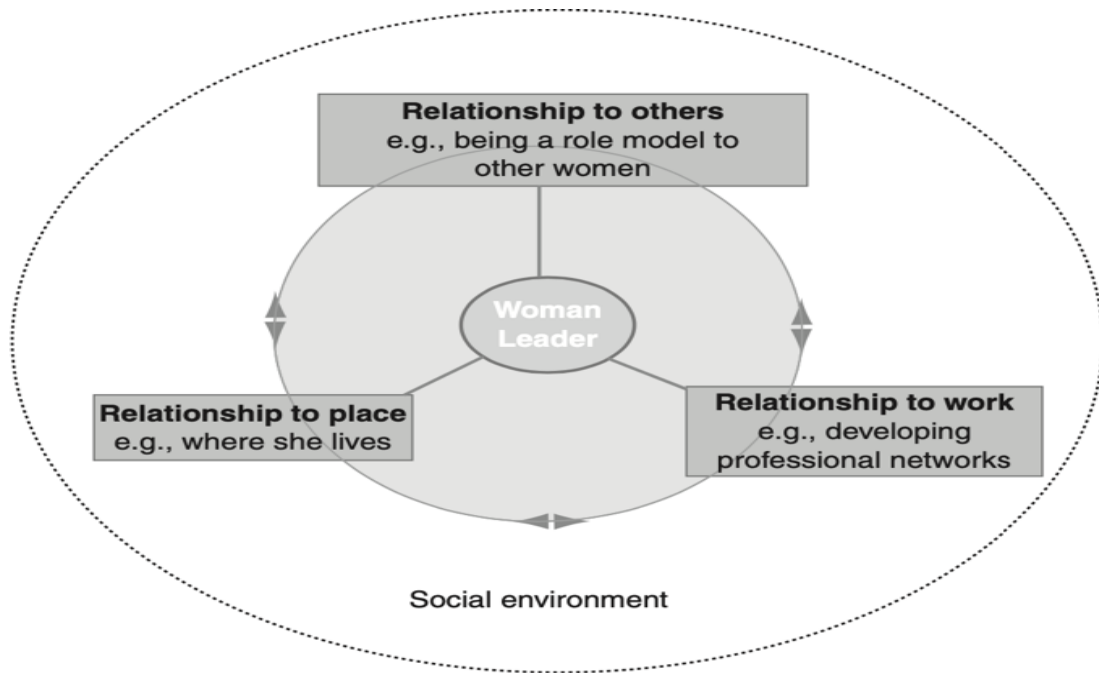 Relationship to others
e.g., being a role model to
other women
Woman
Leader
Relationship to place
e.g., where she lives
Relationship to work
e.g., developing
professional networks
Social environment